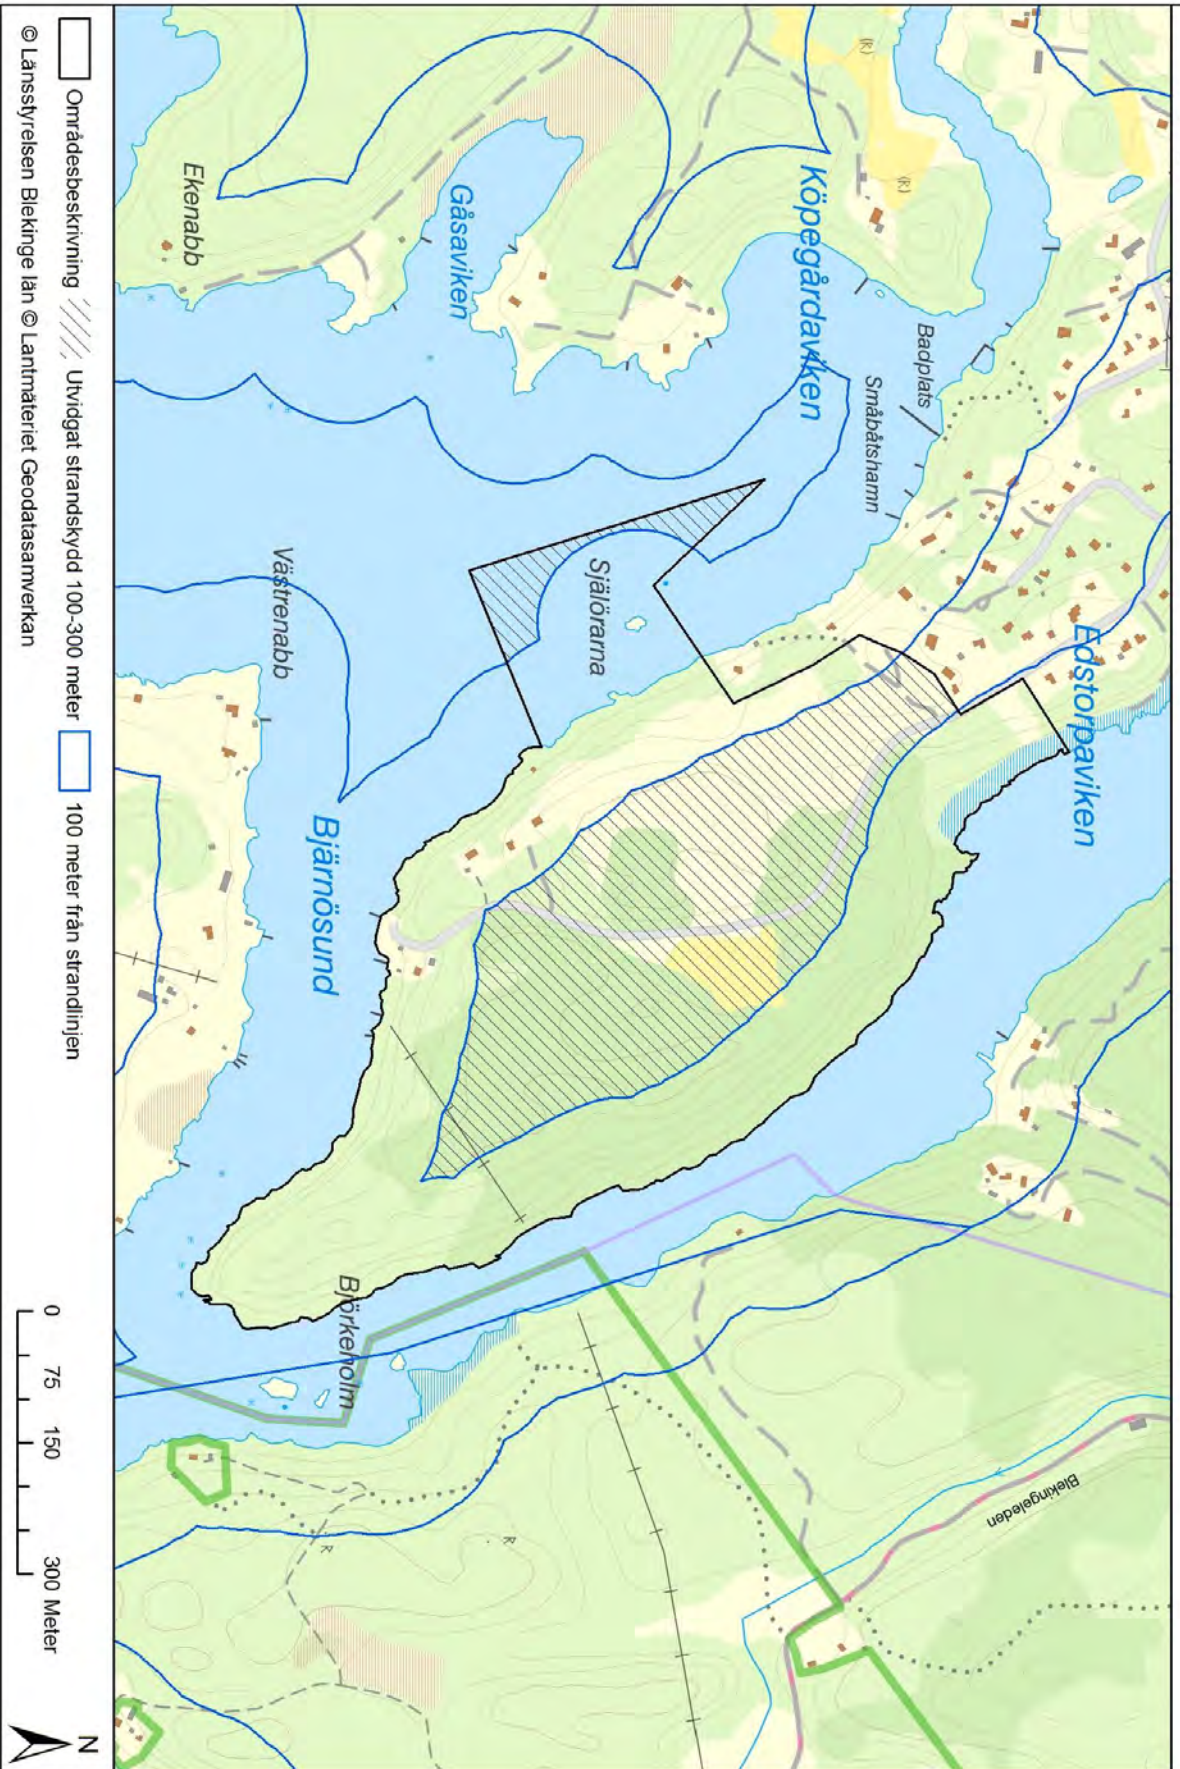 Edstorpaviken
Köpegårdaviken
(R)
(R)
Badplats
Småbåtshamn
Gåsaviken
Ekenabb
Själörarna
Västrenabb
Bjärnösund
Björkeholm
Blekingeleden
R
R
Områdesbeskrivning
Utvidgat strandskydd 100-300 meter
100 meter från strandlinjen
0 75 150 300 Meter
N
© Länsstyrelsen Blekinge län © Lantmäteriet Geodatasamverkan